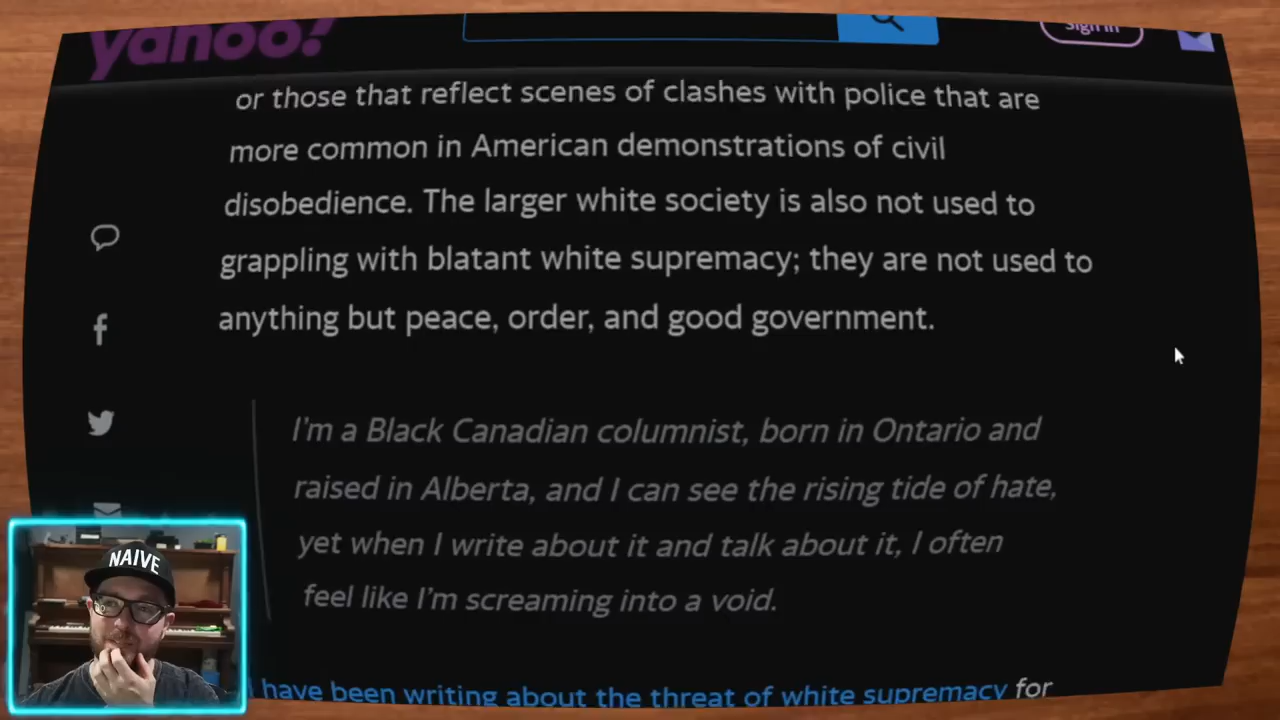 yahoo!
Sign in
or those that reflect scenes of clashes with police that are
more common in American demonstrations of civil
disobedience. The larger white society is also not used to
grappling with blatant white supremacy; they are not used to
anything but peace, order, and good government.
I'm a Black Canadian columnist, born in Ontario and
raised in Alberta, and I can see the rising tide of hate,
yet when I write about it and talk about it, I often
feel like I'm screaming into a void.
NAIVE
I have been writing about the threat of white supremacy for